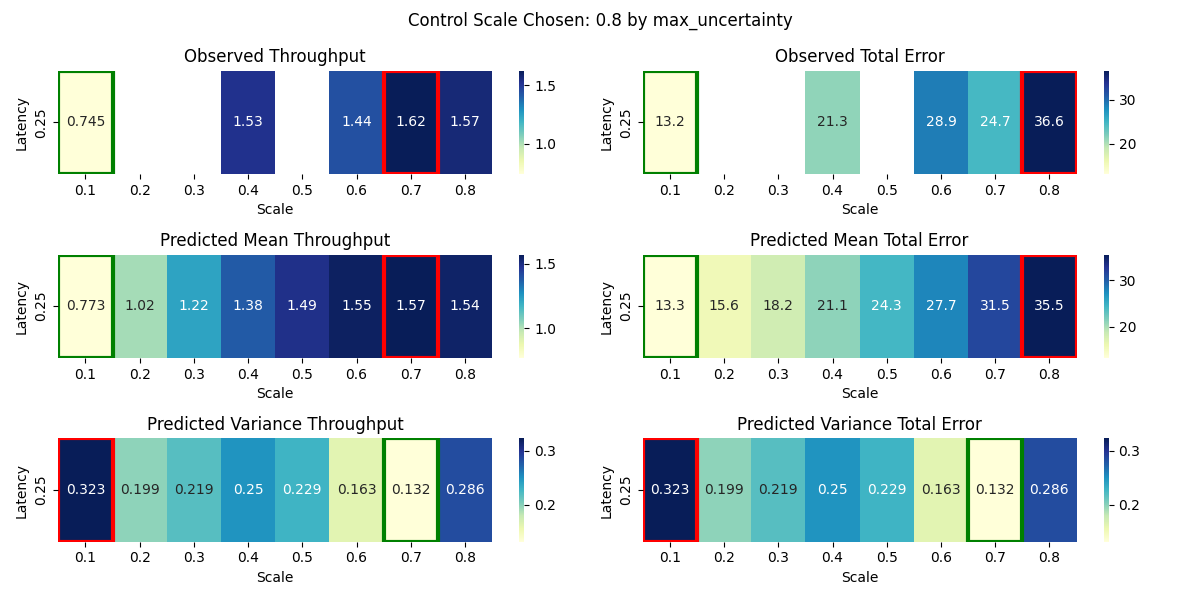 Control Scale Chosen: 0.8 by max_uncertainty
Observed Throughput
Latency
0.25
0.745 1.53 1.44 1.62 1.57
0.1 0.2 0.3 0.4 0.5 0.6 0.7 0.8
Scale
1.5
1.0
Observed Total Error
Latency
0.25
13.2 21.3 28.9 24.7 36.6
0.1 0.2 0.3 0.4 0.5 0.6 0.7 0.8
Scale
30
20
Predicted Mean Throughput
Latency
0.25
0.773 1.02 1.22 1.38 1.49 1.55 1.57 1.54
0.1 0.2 0.3 0.4 0.5 0.6 0.7 0.8
Scale
1.5
1.0
Predicted Mean Total Error
Latency
0.25
13.3 15.6 18.2 21.1 24.3 27.7 31.5 35.5
0.1 0.2 0.3 0.4 0.5 0.6 0.7 0.8
Scale
30
20
Predicted Variance Throughput
Latency
0.25
0.323 0.199 0.219 0.25 0.229 0.163 0.132 0.286
0.1 0.2 0.3 0.4 0.5 0.6 0.7 0.8
Scale
0.3
0.2
Predicted Variance Total Error
Latency
0.25
0.323 0.199 0.219 0.25 0.229 0.163 0.132 0.286
0.1 0.2 0.3 0.4 0.5 0.6 0.7 0.8
Scale
0.3
0.2